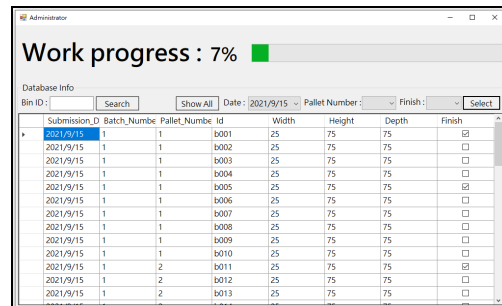 Administrator
Work progress : 7%
Database Info
Bin ID : Search Show All Date : 2021/9/15 Pallet Number : Finish : Select
Submission_D Batch_Numbe Pallet_Numbe Id Width Height Depth Finish
2021/9/15 1 1 b001 25 75 75
2021/9/15 1 1 b002 25 75 75
2021/9/15 1 1 b003 25 75 75
2021/9/15 1 1 b004 25 75 75
2021/9/15 1 1 b005 25 75 75
2021/9/15 1 1 b006 25 75 75
2021/9/15 1 1 b007 25 75 75
2021/9/15 1 1 b008 25 75 75
2021/9/15 1 1 b009 25 75 75
2021/9/15 1 1 b010 25 75 75
2021/9/15 1 2 b011 25 75 75
2021/9/15 1 2 b012 25 75 75
2021/9/15 1 2 b013 25 75 75